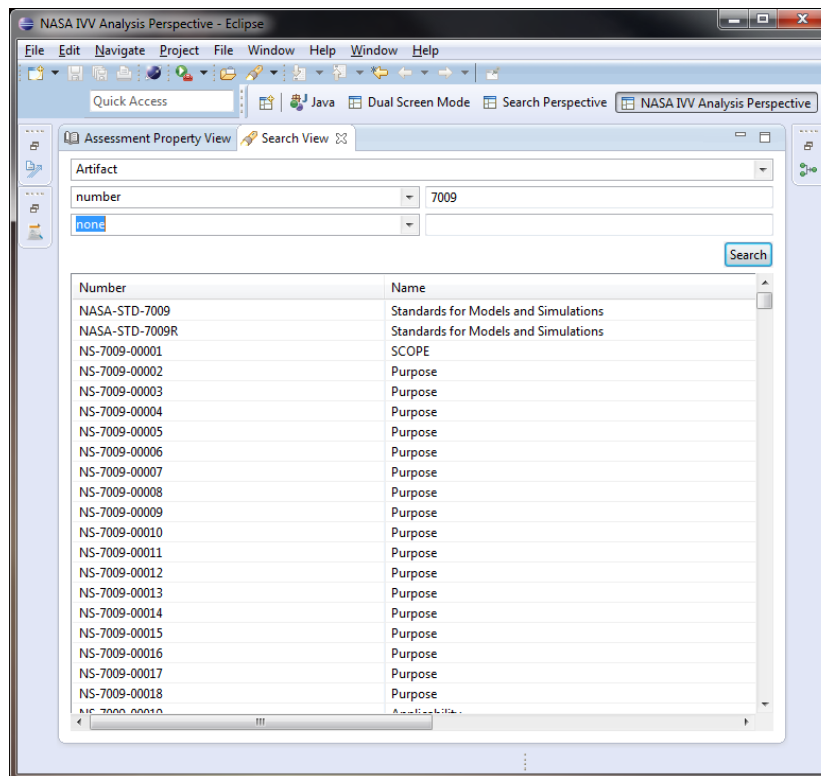 NASA IVV Analysis Perspective - Eclipse
File Edit Navigate Project File Window Help Window Help
Quick Access Java Dual Screen Mode Search Perspective NASA IVV Analysis Perspective
Assessment Property View Search View
Artifact
number 7009
none
Search
Number Name
NASA-STD-7009 Standards for Models and Simulations
NASA-STD-7009R Standards for Models and Simulations
NS-7009-00001 SCOPE
NS-7009-00002 Purpose
NS-7009-00003 Purpose
NS-7009-00004 Purpose
NS-7009-00005 Purpose
NS-7009-00006 Purpose
NS-7009-00007 Purpose
NS-7009-00008 Purpose
NS-7009-00009 Purpose
NS-7009-00010 Purpose
NS-7009-00011 Purpose
NS-7009-00012 Purpose
NS-7009-00013 Purpose
NS-7009-00014 Purpose
NS-7009-00015 Purpose
NS-7009-00016 Purpose
NS-7009-00017 Purpose
NS-7009-00018 Purpose
NS-7009-00019 Applicability